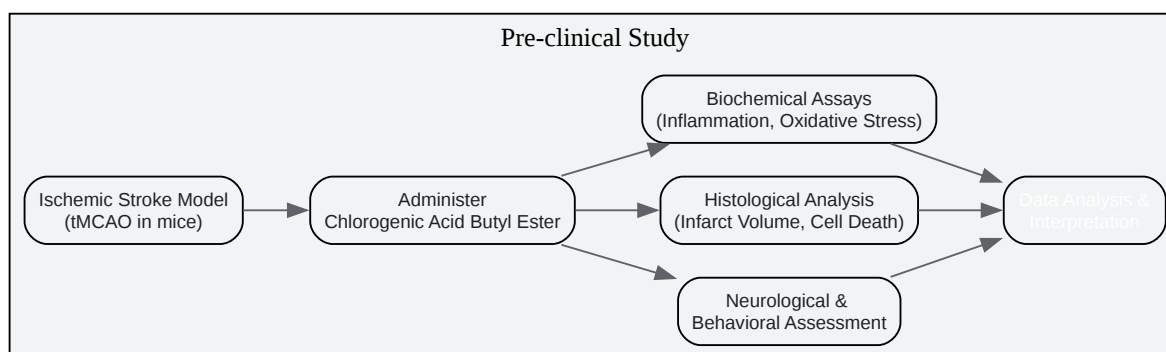 Pre-clinical Study
Ischemic Stroke Model
(tMCAO in mice)
Administer
Chlorogenic Acid Butyl Ester
Biochemical Assays
(Inflammation, Oxidative Stress)
Histological Analysis
(Infarct Volume, Cell Death)
Neurological &
Behavioral Assessment
Data Analysis &
Interpretation